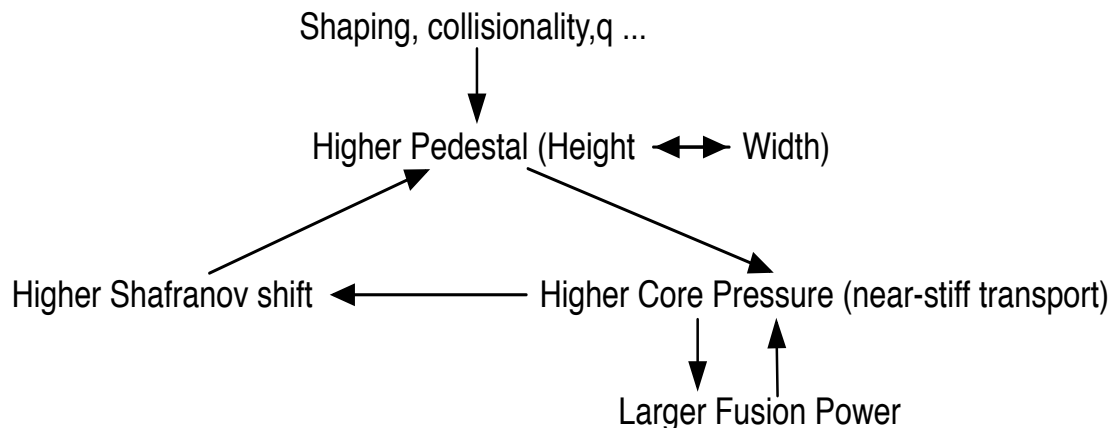 Shaping, collisionality,q ...
Higher Pedestal (Height Width)
Higher Shafranov shift
Higher Core Pressure (near-stiff transport)
Larger Fusion Power